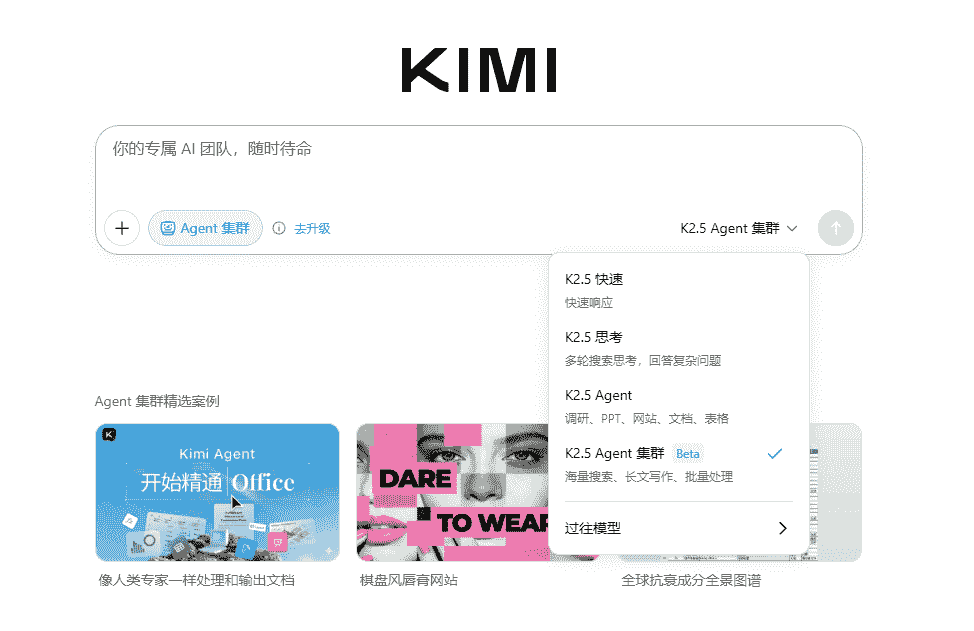 KIMI
你的专属 AI 团队，随时待命
Agent 集群
去升级
K2.5 Agent 集群
K2.5 快速
快速响应
K2.5 思考
多轮搜索思考，回答复杂问题
K2.5 Agent
调研、PPT、网站、文档、表格
K2.5 Agent 集群 Beta
海量搜索、长文写作、批量处理
过往模型
Agent 集群精选案例
K
Kimi Agent
开始精通 Office
DARE
TO WEAR
像人类专家一样处理和输出文档
棋盘风唇膏网站
全球抗衰成分全景图谱